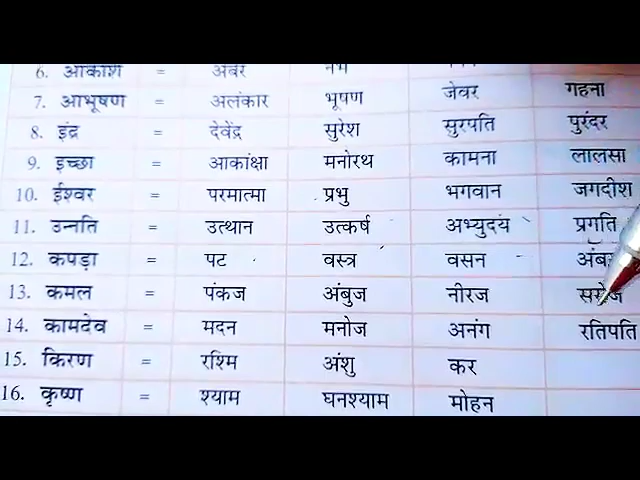 6. आकाश = अंबर नभ
7. आभूषण = अलंकार भूषण जेवर गहना
8. इंद्र = देवेंद्र सुरेश सुरपति पुरंदर
9. इच्छा = आकांक्षा मनोरथ कामना लालसा
10. ईश्वर = परमात्मा प्रभु भगवान जगदीश
11. उन्नति = उत्थान उत्कर्ष अभ्युदय प्रगति
12. कपड़ा = पट वस्त्र वसन
13. कमल = पंकज अंबुज नीरज
14. कामदेव = मदन मनोज अनंग रतिपति
15. किरण = रश्मि अंशु कर
16. कृष्ण = श्याम घनश्याम मोहन